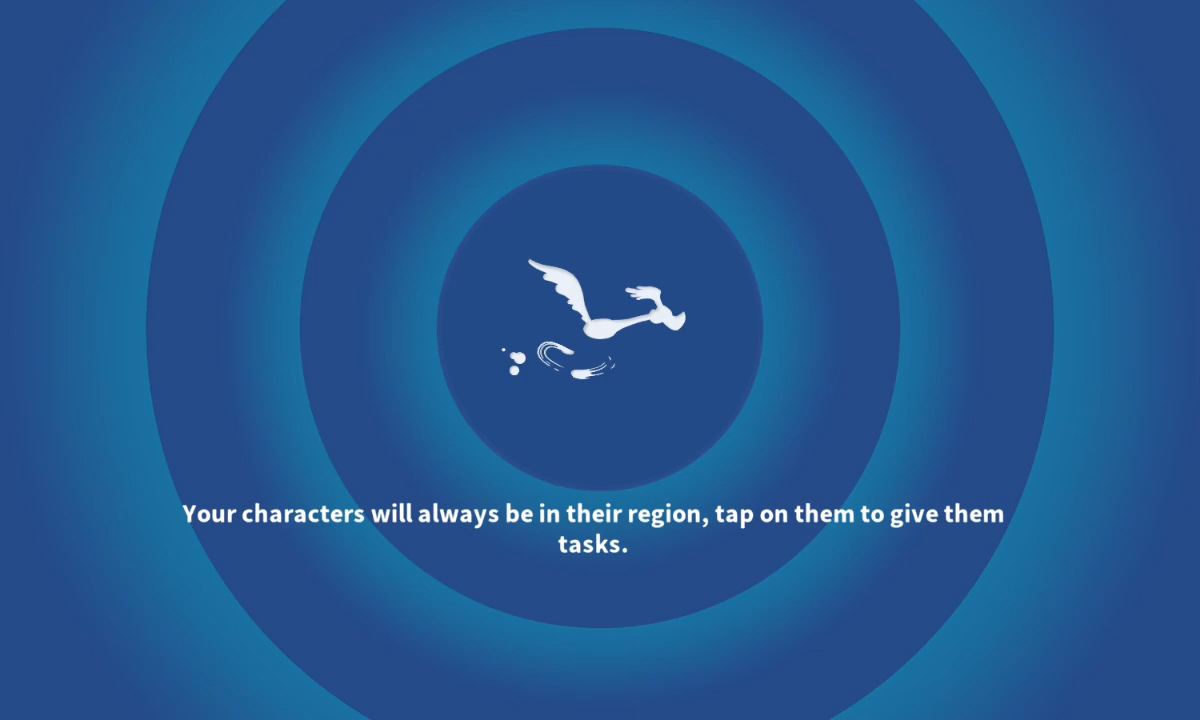 Your characters will always be in their region, tap on them to give them
tasks.